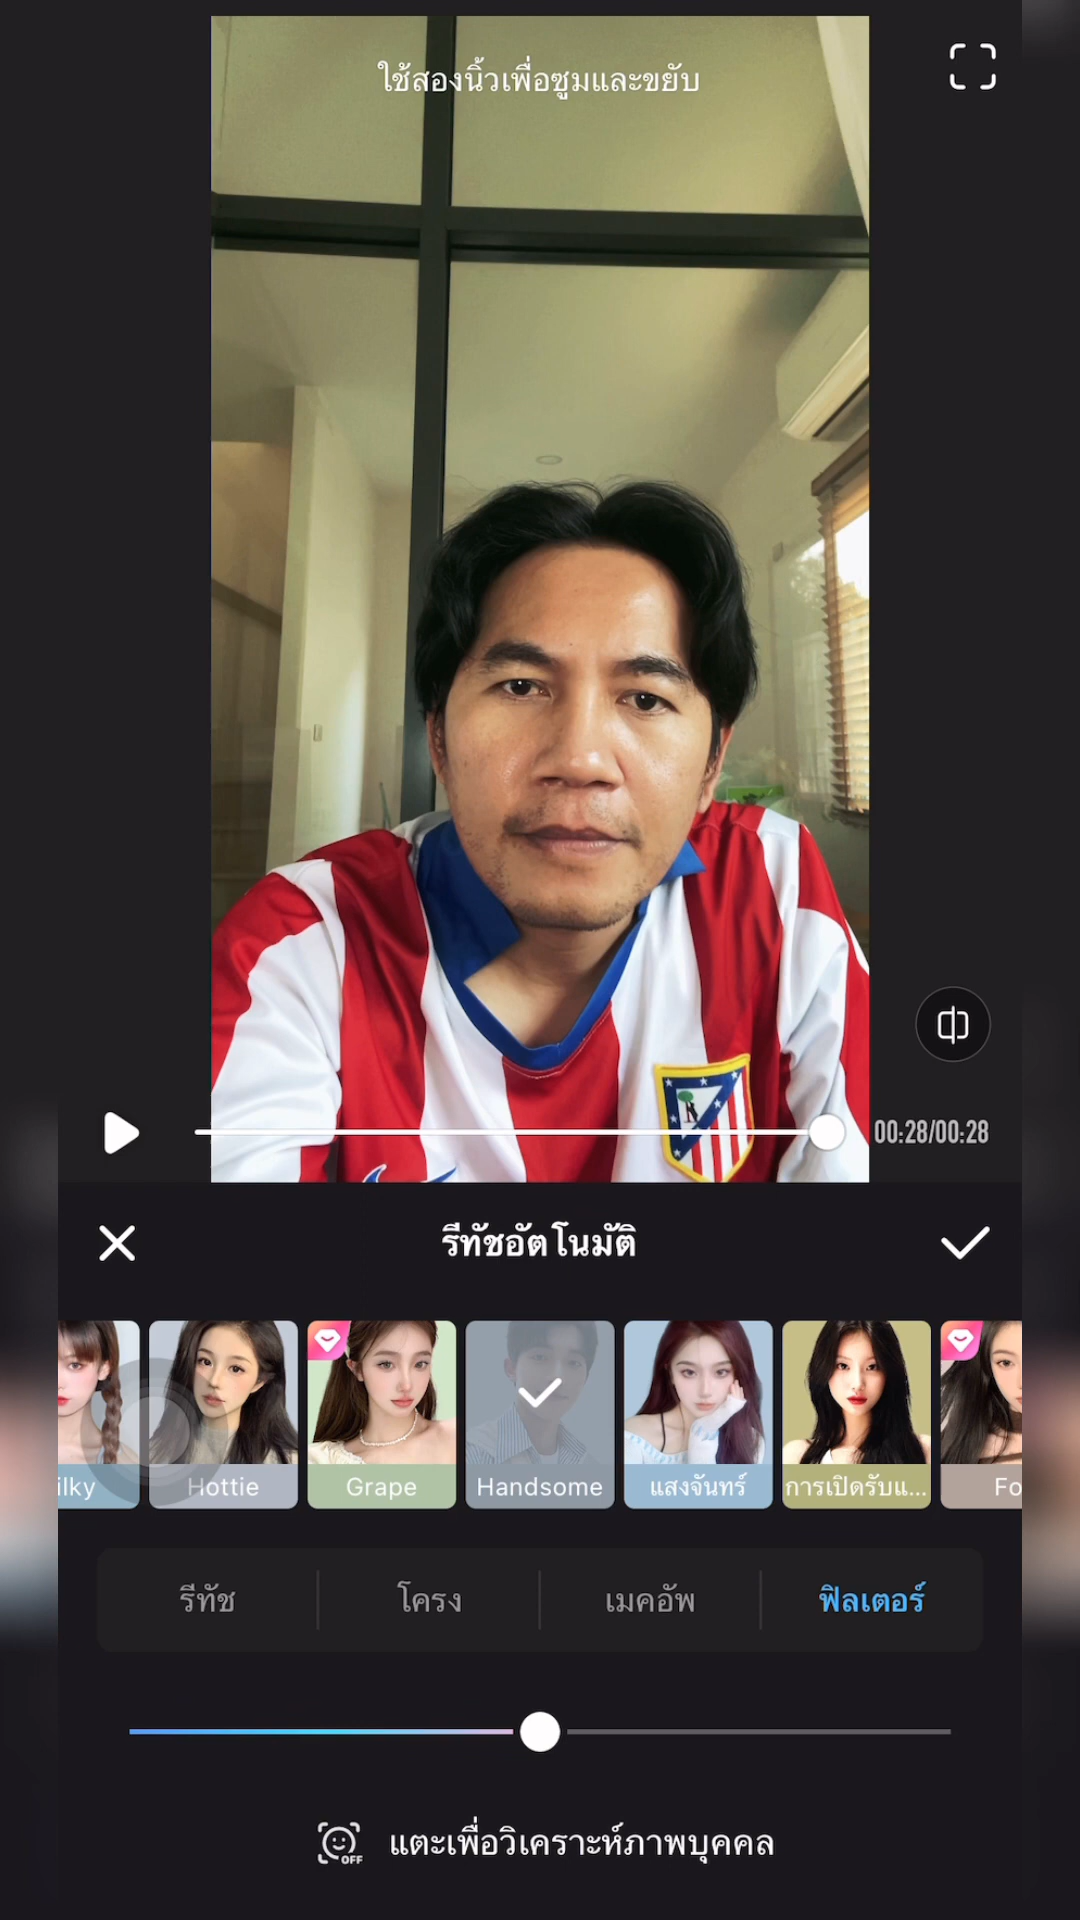 ใช้สองนิ้วเพื่อซูมและขยับ
00:28/00:28
รีทัชอัตโนมัติ
ilky
Hottie
Grape
Handsome
แสงจันทร์
การเปิดรับแ...
Fo
รีทัช
โครง
เมคอัพ
ฟิลเตอร์
OFF
แตะเพื่อวิเคราะห์ภาพบุคคล